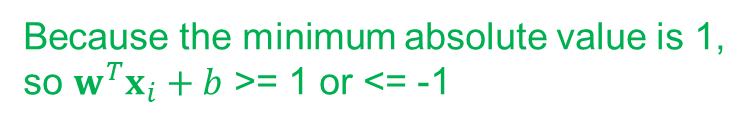 Because the minimum absolute value is 1,
so 𝐰ᵀ𝐱ᵢ + b >= 1 or <= -1